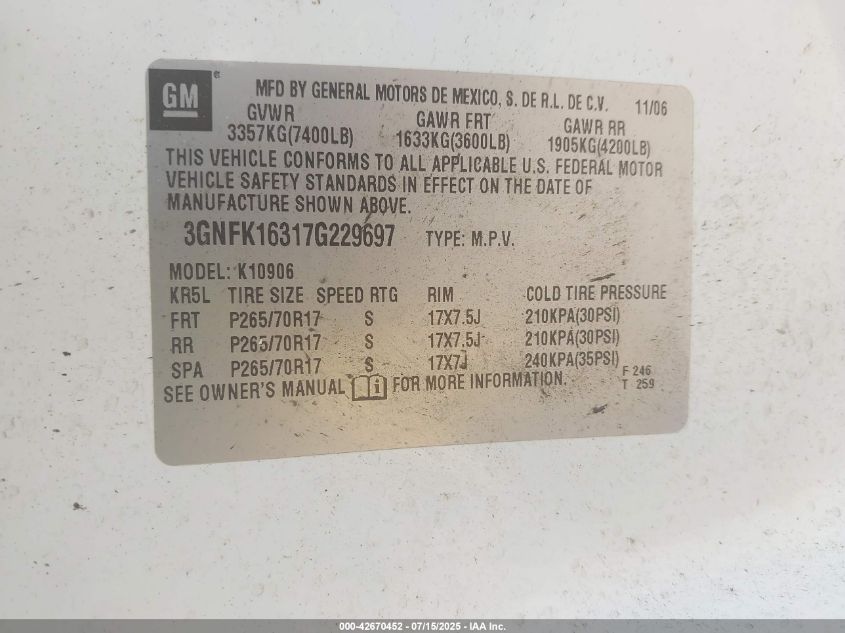 GM®
MFD BY GENERAL MOTORS DE MEXICO, S. DE R.L. DE C.V. 11/06
GVWR GAWR FRT GAWR RR
3357KG(7400LB) 1633KG(3600LB) 1905KG(4200LB)
THIS VEHICLE CONFORMS TO ALL APPLICABLE U.S. FEDERAL MOTOR
VEHICLE SAFETY STANDARDS IN EFFECT ON THE DATE OF
MANUFACTURE SHOWN ABOVE.
3GNFK16317G229697 TYPE: M.P.V.
MODEL: K10906
KR5L TIRE SIZE SPEED RTG RIM COLD TIRE PRESSURE
FRT P265/70R17 S 17X7.5J 210KPA(30PSI)
RR P265/70R17 S 17X7.5J 210KPA(30PSI)
SPA P265/70R17 S 17X7J 240KPA(35PSI)
SEE OWNER'S MANUAL FOR MORE INFORMATION.
F 246
T 259
000-42670452 - 07/15/2025 - IAA Inc.